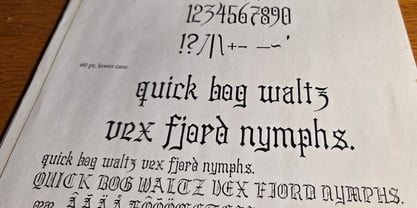 1234567890
!?/|\+- —~'
60 pt, lower case.
quick bog waltz
vex fjord nymphs.
quick bog waltz vex fjord nymphs.
QUICK BOG WALTZ VEX FJORD NYMPHS.